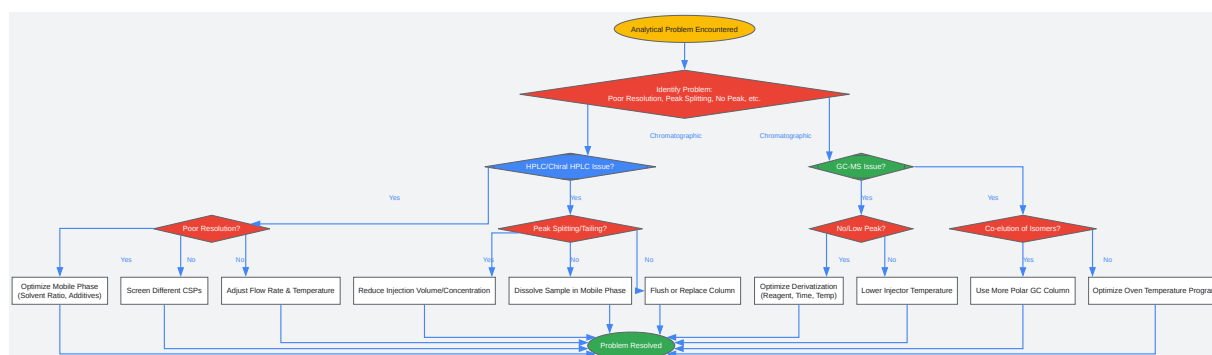 Analytical Problem Encountered
Identify Problem:
Poor Resolution, Peak Splitting, No Peak, etc.
Chromatographic
Chromatographic
HPLC/Chiral HPLC Issue?
GC-MS Issue?
Yes
Yes
Yes
Yes
Poor Resolution?
Peak Splitting/Tailing?
No/Low Peak?
Co-elution of Isomers?
Yes
No
No
Yes
No
No
Yes
No
Yes
No
Optimize Mobile Phase
(Solvent Ratio, Additives)
Screen Different CSPs
Adjust Flow Rate & Temperature
Reduce Injection Volume/Concentration
Dissolve Sample in Mobile Phase
Flush or Replace Column
Optimize Derivatization
(Reagent, Time, Temp)
Lower Injector Temperature
Use More Polar GC Column
Optimize Oven Temperature
Problem Resolved